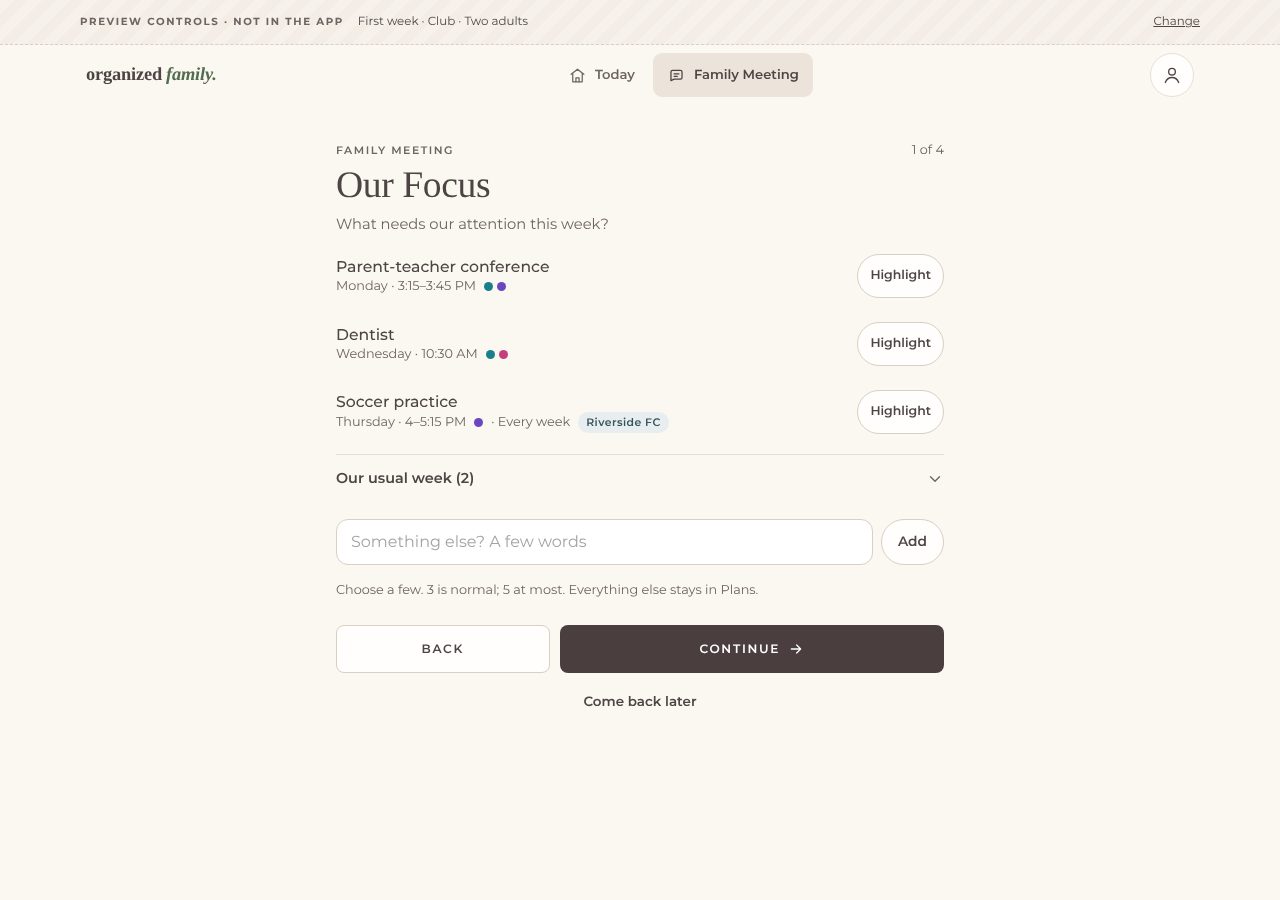 PREVIEW CONTROLS · NOT IN THE APP First week · Club · Two adults Change
organized family. Today Family Meeting
FAMILY MEETING 1 of 4
Our Focus
What needs our attention this week?
Parent-teacher conference
Monday · 3:15–3:45 PM
Highlight
Dentist
Wednesday · 10:30 AM
Highlight
Soccer practice
Thursday · 4–5:15 PM · Every week Riverside FC
Highlight
Our usual week (2)
Something else? A few words Add
Choose a few. 3 is normal; 5 at most. Everything else stays in Plans.
BACK CONTINUE →
Come back later